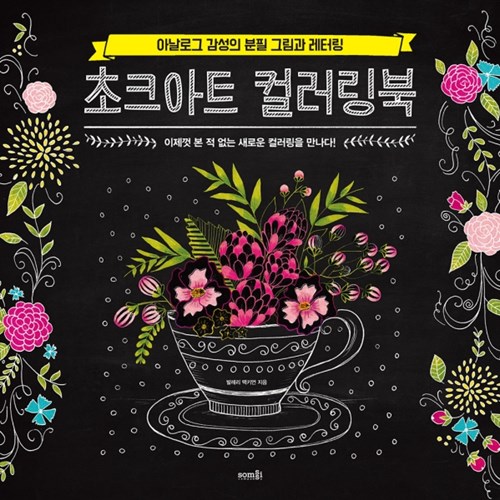 아날로그 감성의 분필 그림과 레터링
초크아트 컬러링북
이제껏 본 적 없는 새로운 컬러링을 만나다!
발레리 맥키언 지음
somssi